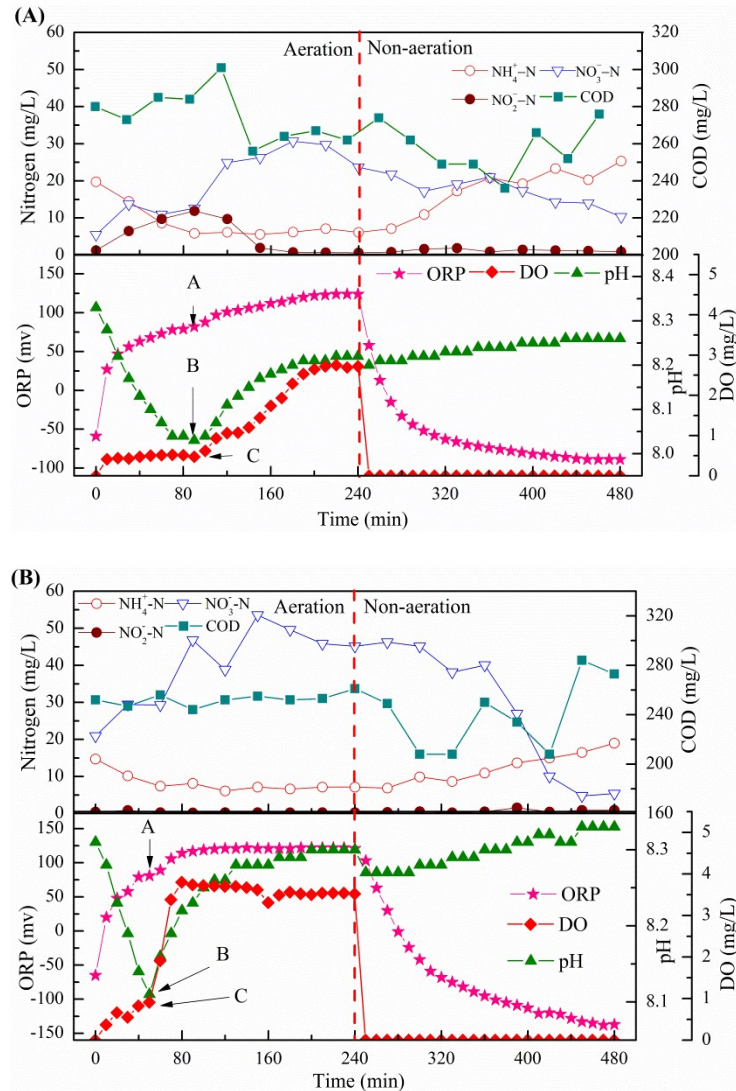 (A)
Aeration Non-aeration
NH₄⁺–N NO₃⁻–N
NO₂⁻–N COD
Nitrogen (mg/L)
60
50
40
30
20
10
0
COD (mg/L)
320
300
280
260
240
220
200
ORP DO pH
A
B
C
ORP (mv)
150
100
50
0
-50
-100
pH
8.4
8.3
8.2
8.1
8.0
DO (mg/L)
5
4
3
2
1
0
0 80 160 240 320 400 480
Time (min)
(B)
NH₄⁺-N NO₃⁻-N
NO₂⁻-N COD
Aeration Non-aeration
Nitrogen (mg/L)
60
50
40
30
20
10
0
COD (mg/L)
320
280
240
200
180
160
A
B
C
ORP
DO
pH
ORP (mv)
150
100
50
0
-50
-100
-150
pH
8.3
8.2
8.1
DO (mg/L)
5
4
3
2
1
0
0 80 160 240 320 400 480
Time (min)